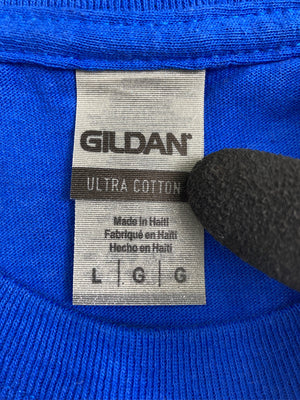 GILDAN®
ULTRA COTTON
Made in Haiti
Fabriqué en Haïti
Hecho en Haití
L | G | G